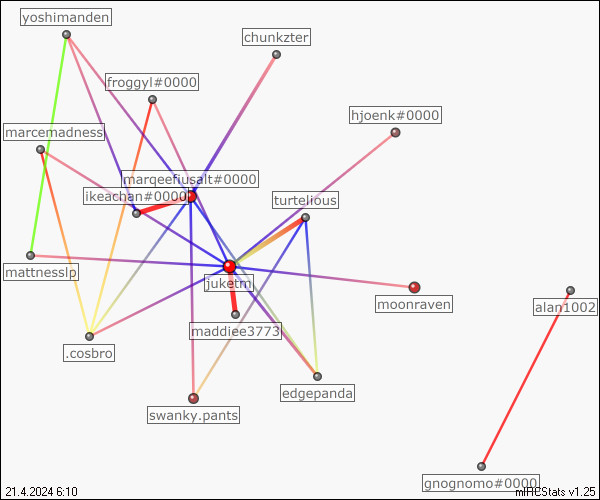 yoshimanden
chunkzter
froggyl#0000
hjoenk#0000
marcemadness
marqeefiusalt#0000
ikeachan#0000
turtelious
mattnesslp
juketm
moonraven
alan1002
maddiee3773
.cosbro
edgepanda
swanky.pants
gnognomo#0000
21.4.2024 6:10
mIRCStats v1.25